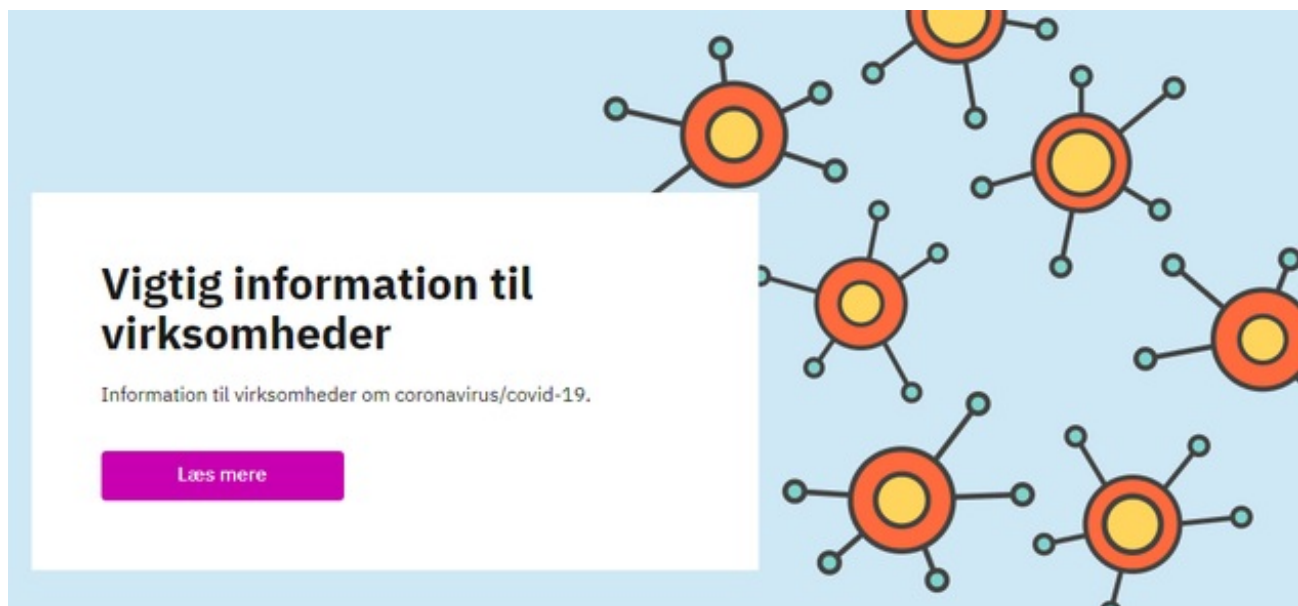 Vigtig information til
virksomheder
Information til virksomheder om coronavirus/covid-19.
Læs mere